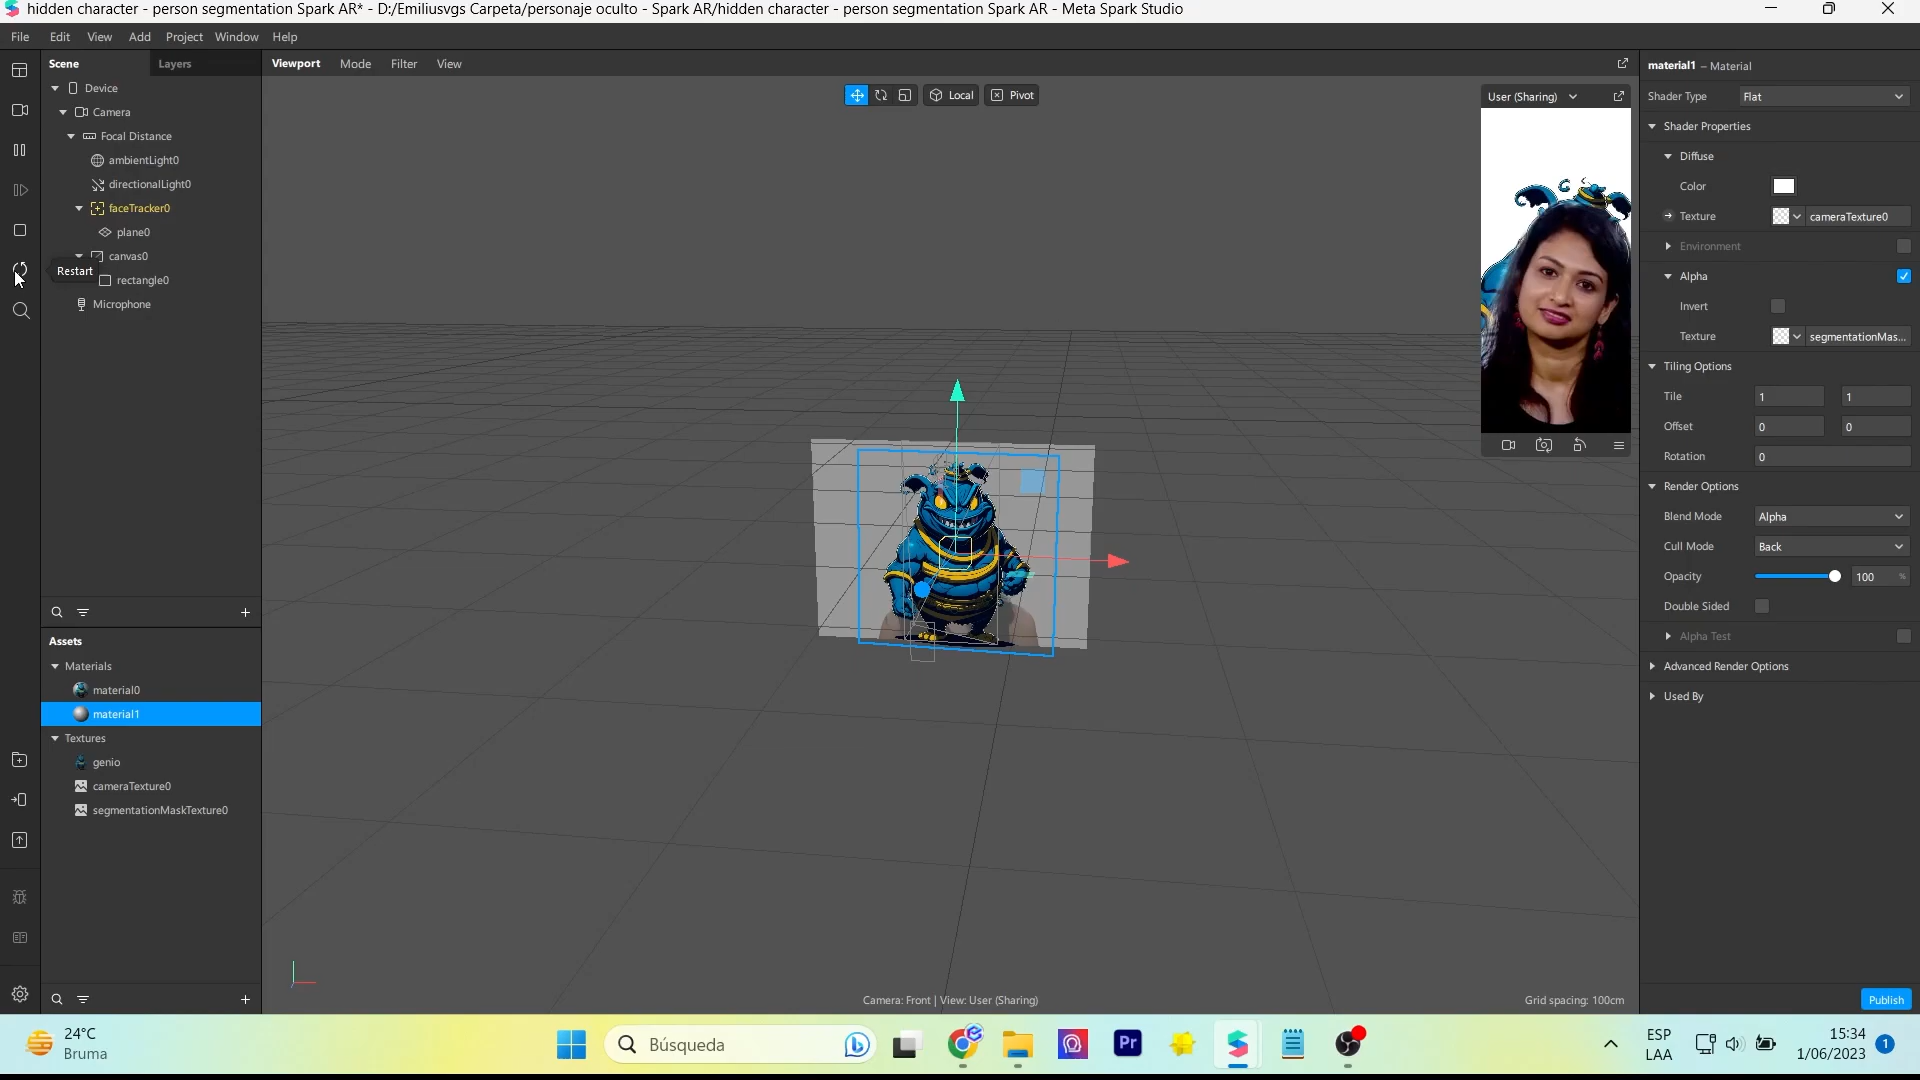 hidden character - person segmentation Spark AR* - D:/Emiliusvgs Carpeta/personaje oculto - Spark AR/hidden character - person segmentation Spark AR - Meta Spark Studio
File Edit View Add Project Window Help
Scene Layers
Device
Camera
Focal Distance
ambientLight0
directionalLight0
faceTracker0
plane0
canvas0
Restart
rectangle0
Microphone
Assets
Materials
material0
material1
Textures
genio
cameraTexture0
segmentationMaskTexture0
Viewport Mode Filter View
Local Pivot
User (Sharing)
Camera: Front | View: User (Sharing)
Grid spacing: 100cm
material1 – Material
Shader Type Flat
Shader Properties
Diffuse
Color
Texture cameraTexture0
Environment
Alpha
Invert
Texture segmentationMas...
Tiling Options
Tile 1 1
Offset 0 0
Rotation 0
Render Options
Blend Mode Alpha
Cull Mode Back
Opacity 100 %
Double Sided
Alpha Test
Advanced Render Options
Used By
Publish
24°C
Bruma
Búsqueda
Pr
ESP
LAA
15:34
1/06/2023
1